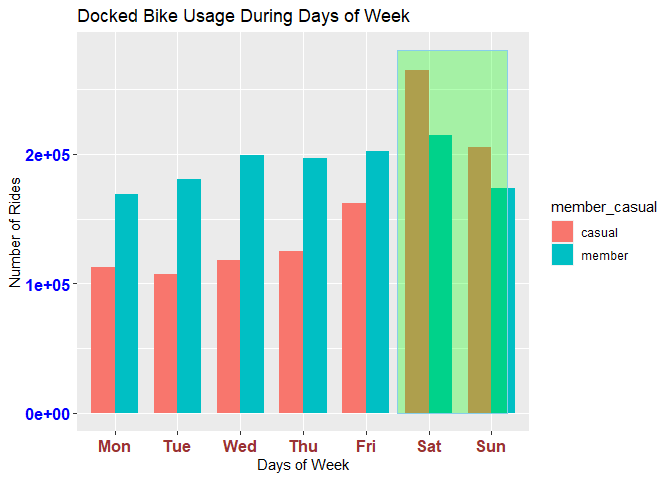 Docked Bike Usage During Days of Week
Number of Rides
2e+05
1e+05
0e+00
Mon Tue Wed Thu Fri Sat Sun
Days of Week
member_casual
casual
member